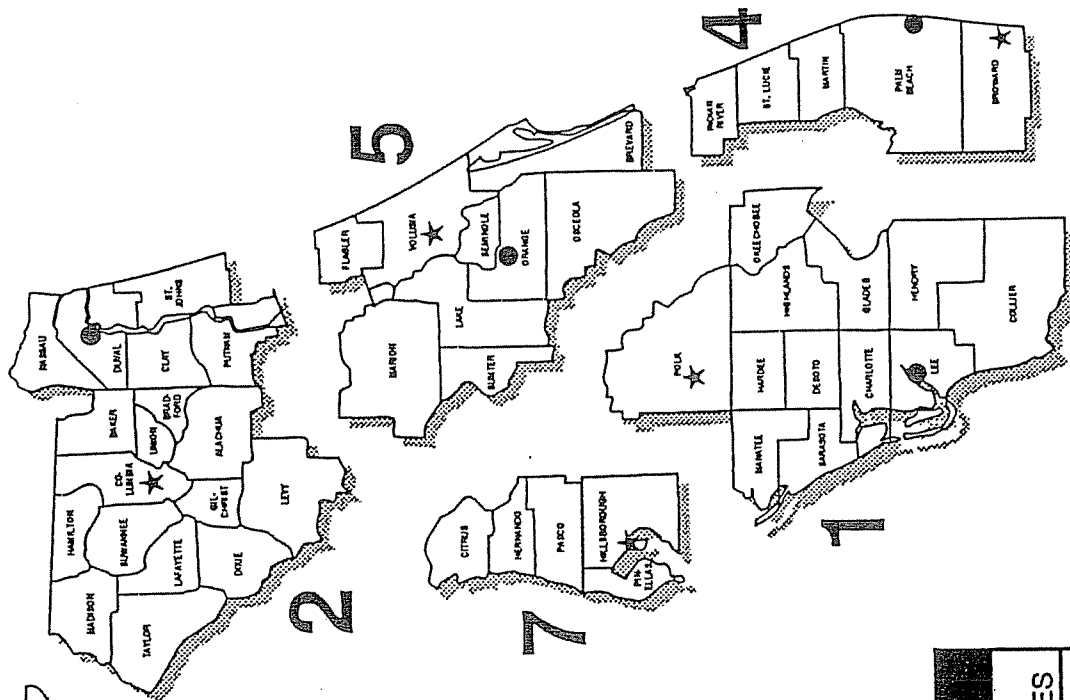 2
NASSAU
DUVAL
ST.
JOHNS
CLAY
PUTNAM
BAKER
UNION
BRAD-
FORD
ALACHUA
HAMILTON
CO-
LUMBIA
SUWANNEE
GIL-
CHRIST
LEVY
MADISON
LAFAYETTE
DIXIE
TAYLOR
5
FLAGLER
VOLUSIA
SEMINOLE
ORANGE
BREVARD
OSCEOLA
MARION
LAKE
SUMTER
7
CITRUS
HERNANDO
PASCO
HILLSBOROUGH
PIN-
ELLAS
4
INDIAN
RIVER
ST. LUCIE
MARTIN
PALM
BEACH
BROWARD
1
POLK
OKEECHOBEE
HIGHLANDS
HARDEE
DESOTO
MANATEE
SARASOTA
CHARLOTTE
GLADES
LEE
HENDRY
COLLIER
ES